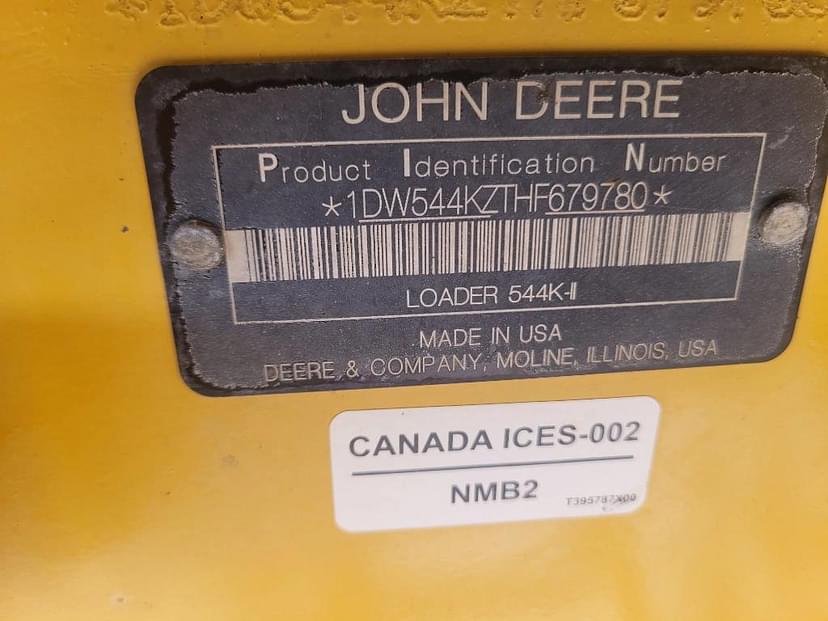 JOHN DEERE
Product Identification Number
*1DW544KZTHF679780*
LOADER 544K-II
MADE IN USA
DEERE & COMPANY, MOLINE, ILLINOIS, USA
CANADA ICES-002
NMB2